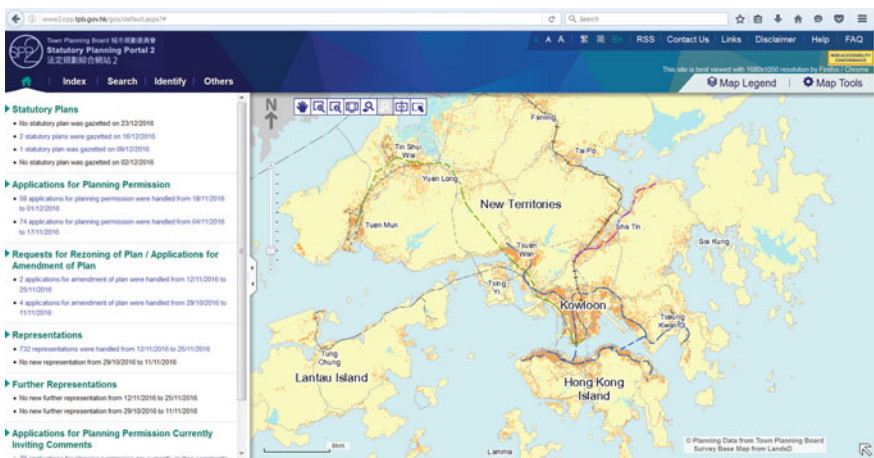 www2.ozp.tpb.gov.hk/gos/default.aspx?#
Search
Town Planning Board 城市規劃委員會
Statutory Planning Portal 2
法定規劃綜合網站 2
A A A 繁 简 En RSS Contact Us Links Disclaimer Help FAQ
WEB ACCESSIBILITY
CONFORMANCE
This site is best viewed with 1680x1050 resolution by Firefox / Chrome
Index Search Identify Others
Map Legend Map Tools
Statutory Plans
• No statutory plan was gazetted on 23/12/2016
• 2 statutory plans were gazetted on 16/12/2016
• 1 statutory plan was gazetted on 09/12/2016
• No statutory plan was gazetted on 02/12/2016
Applications for Planning Permission
• 59 applications for planning permission were handled from 18/11/2016
to 01/12/2016
• 74 applications for planning permission were handled from 04/11/2016
to 17/11/2016
Requests for Rezoning of Plan / Applications for
Amendment of Plan
• 2 applications for amendment of plan were handled from 12/11/2016 to
25/11/2016
• 4 applications for amendment of plan were handled from 29/10/2016 to
11/11/2016
Representations
• 732 representations were handled from 12/11/2016 to 25/11/2016
• No new representation from 29/10/2016 to 11/11/2016
Further Representations
• No new further representation from 12/11/2016 to 25/11/2016
• No new further representation from 29/10/2016 to 11/11/2016
Applications for Planning Permission Currently
Inviting Comments
N
Fanling
Tin Shui
Wai
Tai Po
Yuen Long
New Territories
Tuen Mun
Sha Tin
Tsuen
Wan
Sai Kung
Tsing
Yi
Kowloon
Tseung
Kwan O
Tung
Chung
Lantau Island
Hong Kong
Island
Lamma
6km
© Planning Data from Town Planning Board
Survey Base Map from LandsD